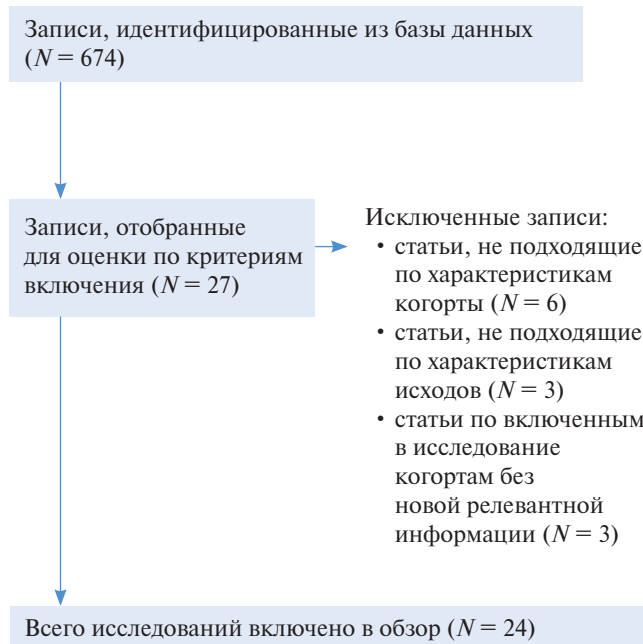 Записи, идентифицированные из базы данных
(N = 674)
Записи, отобранные
для оценки по критериям
включения (N = 27)
Исключенные записи:
• статьи, не подходящие
по характеристикам
когорты (N = 6)
• статьи, не подходящие
по характеристикам
исходов (N = 3)
• статьи по включенным
в исследование
когортам без
новой релевантной
информации (N = 3)
Всего исследований включено в обзор (N = 24)